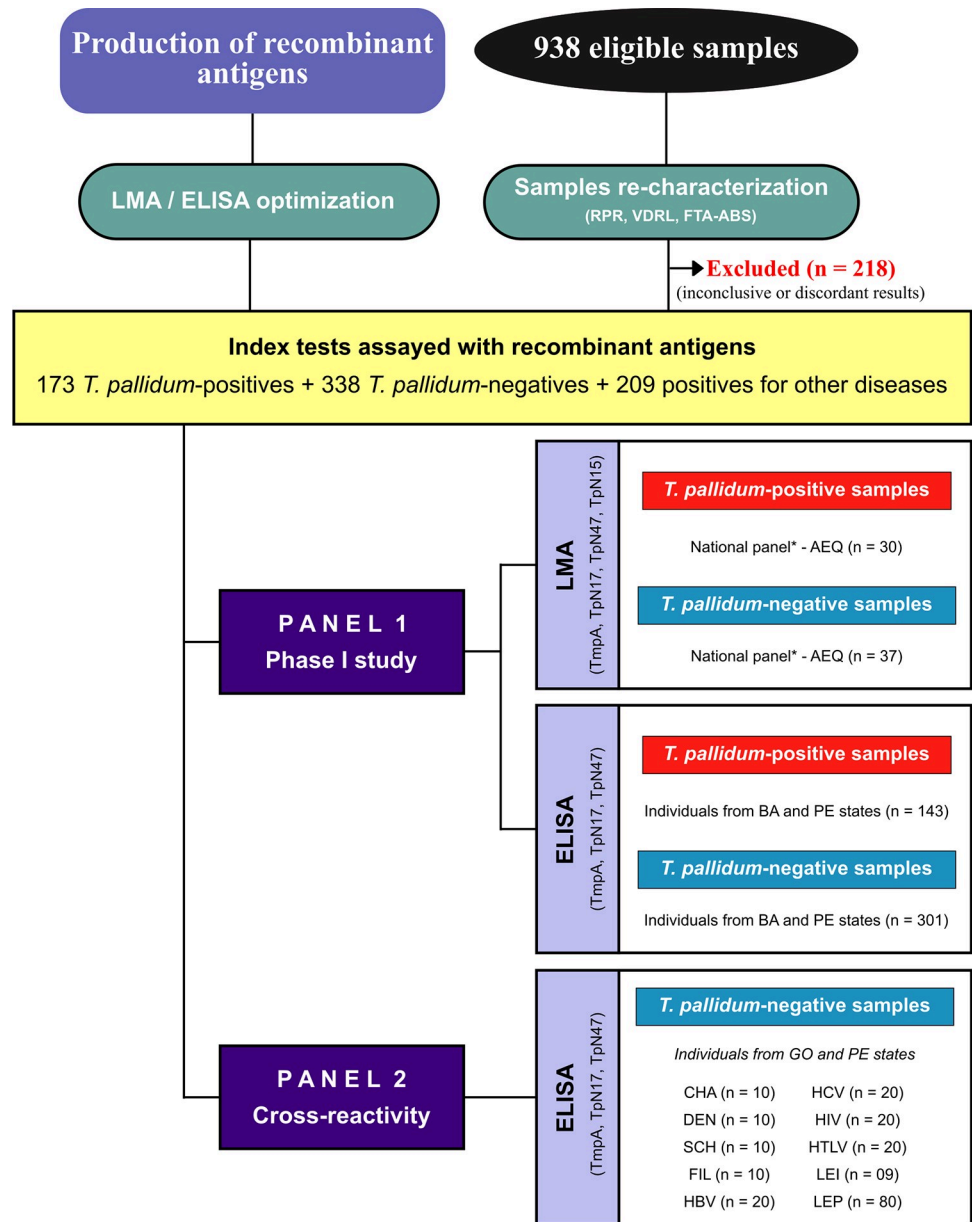 Production of recombinant
antigens
938 eligible samples
LMA / ELISA optimization
Samples re-characterization
(RPR, VDRL, FTA-ABS)
Excluded (n = 218)
(inconclusive or discordant results)
Index tests assayed with recombinant antigens
173 T. pallidum-positives + 338 T. pallidum-negatives + 209 positives for other diseases
PANEL 1
Phase I study
LMA
(TmpA, TpN17, TpN47, TpN15)
T. pallidum-positive samples
National panel* - AEQ (n = 30)
T. pallidum-negative samples
National panel* - AEQ (n = 37)
ELISA
(TmpA, TpN17, TpN47)
T. pallidum-positive samples
Individuals from BA and PE states (n = 143)
T. pallidum-negative samples
Individuals from BA and PE states (n = 301)
PANEL 2
Cross-reactivity
ELISA
(TmpA, TpN17, TpN47)
T. pallidum-negative samples
Individuals from GO and PE states
CHA (n = 10) HCV (n = 20)
DEN (n = 10) HIV (n = 20)
SCH (n = 10) HTLV (n = 20)
FIL (n = 10) LEI (n = 09)
HBV (n = 20) LEP (n = 80)